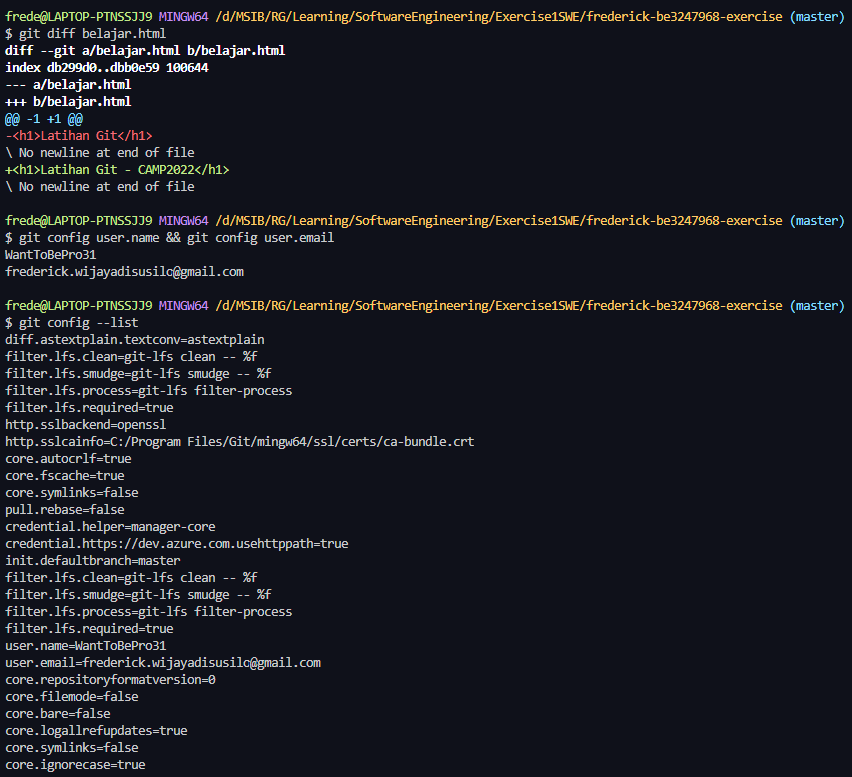 frede@LAPTOP-PTNSSJJ9 MINGW64 /d/MSIB/RG/Learning/SoftwareEngineering/Exercise1SWE/frederick-be3247968-exercise (master)
$ git diff belajar.html
diff --git a/belajar.html b/belajar.html
index db299d0..dbb0e59 100644
--- a/belajar.html
+++ b/belajar.html
@@ -1 +1 @@
-<h1>Latihan Git</h1>
\ No newline at end of file
+<h1>Latihan Git - CAMP2022</h1>
\ No newline at end of file
frede@LAPTOP-PTNSSJJ9 MINGW64 /d/MSIB/RG/Learning/SoftwareEngineering/Exercise1SWE/frederick-be3247968-exercise (master)
$ git config user.name && git config user.email
WantToBePro31
frederick.wijayadisusilo@gmail.com
frede@LAPTOP-PTNSSJJ9 MINGW64 /d/MSIB/RG/Learning/SoftwareEngineering/Exercise1SWE/frederick-be3247968-exercise (master)
$ git config --list
diff.astextplain.textconv=astextplain
filter.lfs.clean=git-lfs clean -- %f
filter.lfs.smudge=git-lfs smudge -- %f
filter.lfs.process=git-lfs filter-process
filter.lfs.required=true
http.sslbackend=openssl
http.sslcainfo=C:/Program Files/Git/mingw64/ssl/certs/ca-bundle.crt
core.autocrlf=true
core.fscache=true
core.symlinks=false
pull.rebase=false
credential.helper=manager-core
credential.https://dev.azure.com.usehttppath=true
init.defaultbranch=master
filter.lfs.clean=git-lfs clean -- %f
filter.lfs.smudge=git-lfs smudge -- %f
filter.lfs.process=git-lfs filter-process
filter.lfs.required=true
user.name=WantToBePro31
user.email=frederick.wijayadisusilo@gmail.com
core.repositoryformatversion=0
core.filemode=false
core.bare=false
core.logallrefupdates=true
core.symlinks=false
core.ignorecase=true